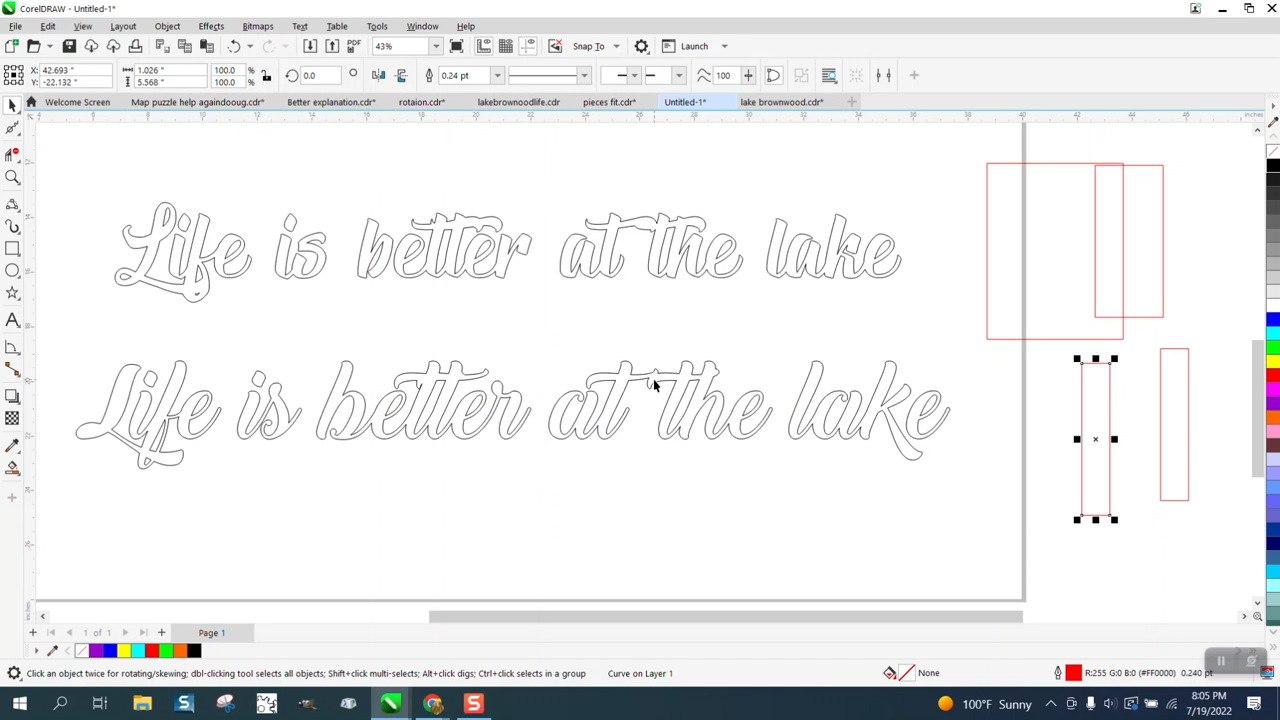 CorelDRAW - Untitled-1*
File Edit View Layout Object Effects Bitmaps Text Table Tools Window Help
43% Snap To Launch
X: 42.693 " 1.026 " 100.0 % 0.0 0.24 pt 100
Y: -22.132 " 5.568 " 100.0 %
Welcome Screen Map puzzle help againdooug.cdr* Better explanation.cdr* rotaion.cdr* lakebrownoodlife.cdr pieces fit.cdr* Untitled-1* lake brownwood.cdr*
inches
Life is better at the lake
Life is better at the lake
1 of 1 Page 1
Click an object twice for rotating/skewing; dbl-clicking tool selects all objects; Shift+click multi-selects; Alt+click digs; Ctrl+click selects in a group Curve on Layer 1 None R:255 G:0 B:0 (#FF0000) 0.240 pt
100°F Sunny 8:05 PM
7/19/2022